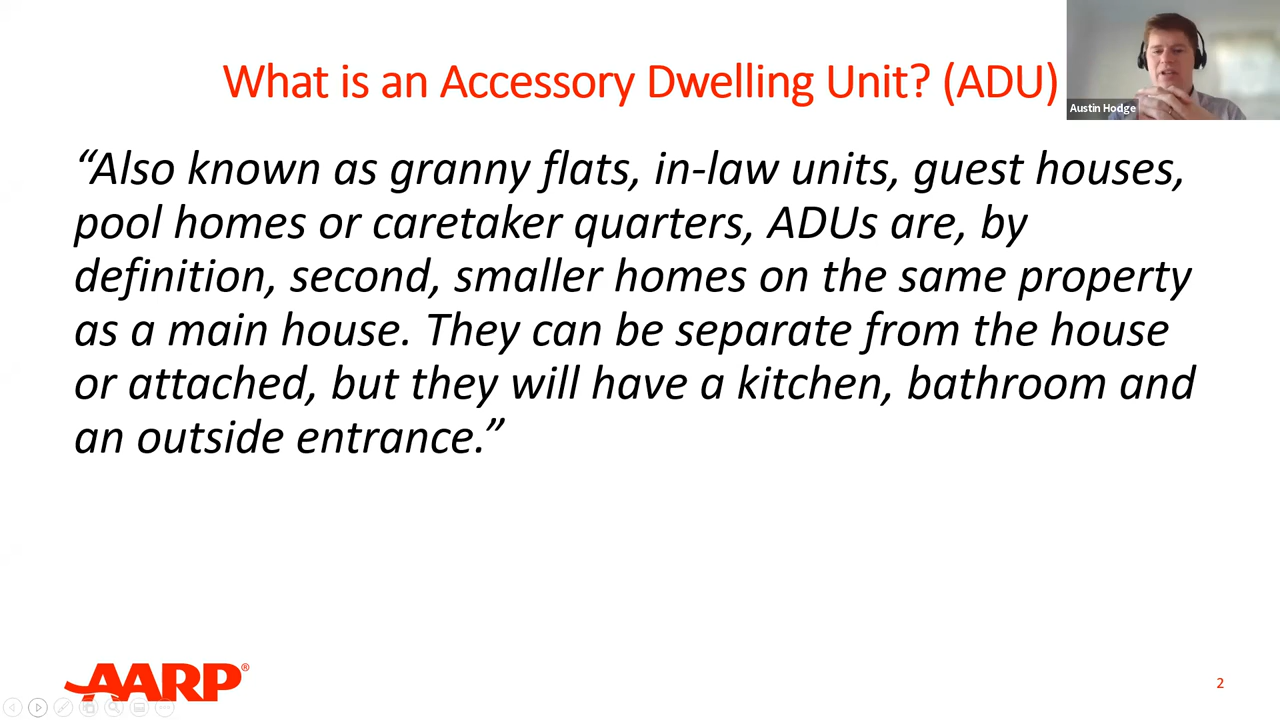 What is an Accessory Dwelling Unit? (ADU)
Austin Hodge
“Also known as granny flats, in-law units, guest houses,
pool homes or caretaker quarters, ADUs are, by
definition, second, smaller homes on the same property
as a main house. They can be separate from the house
or attached, but they will have a kitchen, bathroom and
an outside entrance.”
AARP®
2